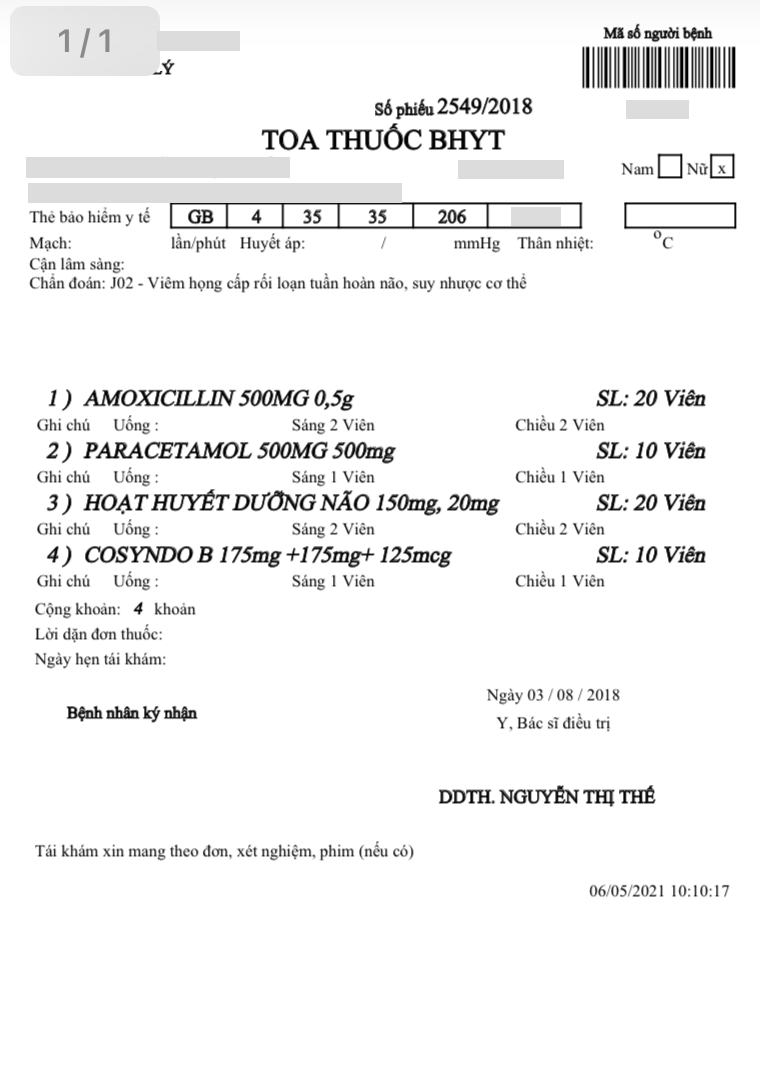 1/1
Mã số người bệnh
LÝ
Số phiếu 2549/2018
TOA THUỐC BHYT
Nam Nữ x
Thẻ bảo hiểm y tế GB 4 35 35 206
Mạch: lần/phút Huyết áp: / mmHg Thân nhiệt: °C
Cận lâm sàng:
Chẩn đoán: J02 - Viêm họng cấp rối loạn tuần hoàn não, suy nhược cơ thể
1 ) AMOXICILLIN 500MG 0,5g SL: 20 Viên
Ghi chú Uống : Sáng 2 Viên Chiều 2 Viên
2 ) PARACETAMOL 500MG 500mg SL: 10 Viên
Ghi chú Uống : Sáng 1 Viên Chiều 1 Viên
3 ) HOẠT HUYẾT DƯỠNG NÃO 150mg, 20mg SL: 20 Viên
Ghi chú Uống : Sáng 2 Viên Chiều 2 Viên
4 ) COSYNDO B 175mg +175mg+ 125mcg SL: 10 Viên
Ghi chú Uống : Sáng 1 Viên Chiều 1 Viên
Cộng khoản: 4 khoản
Lời dặn đơn thuốc:
Ngày hẹn tái khám:
Ngày 03 / 08 / 2018
Bệnh nhân ký nhận
Y, Bác sĩ điều trị
DDTH. NGUYỄN THỊ THẾ
Tái khám xin mang theo đơn, xét nghiệm, phim (nếu có)
06/05/2021 10:10:17